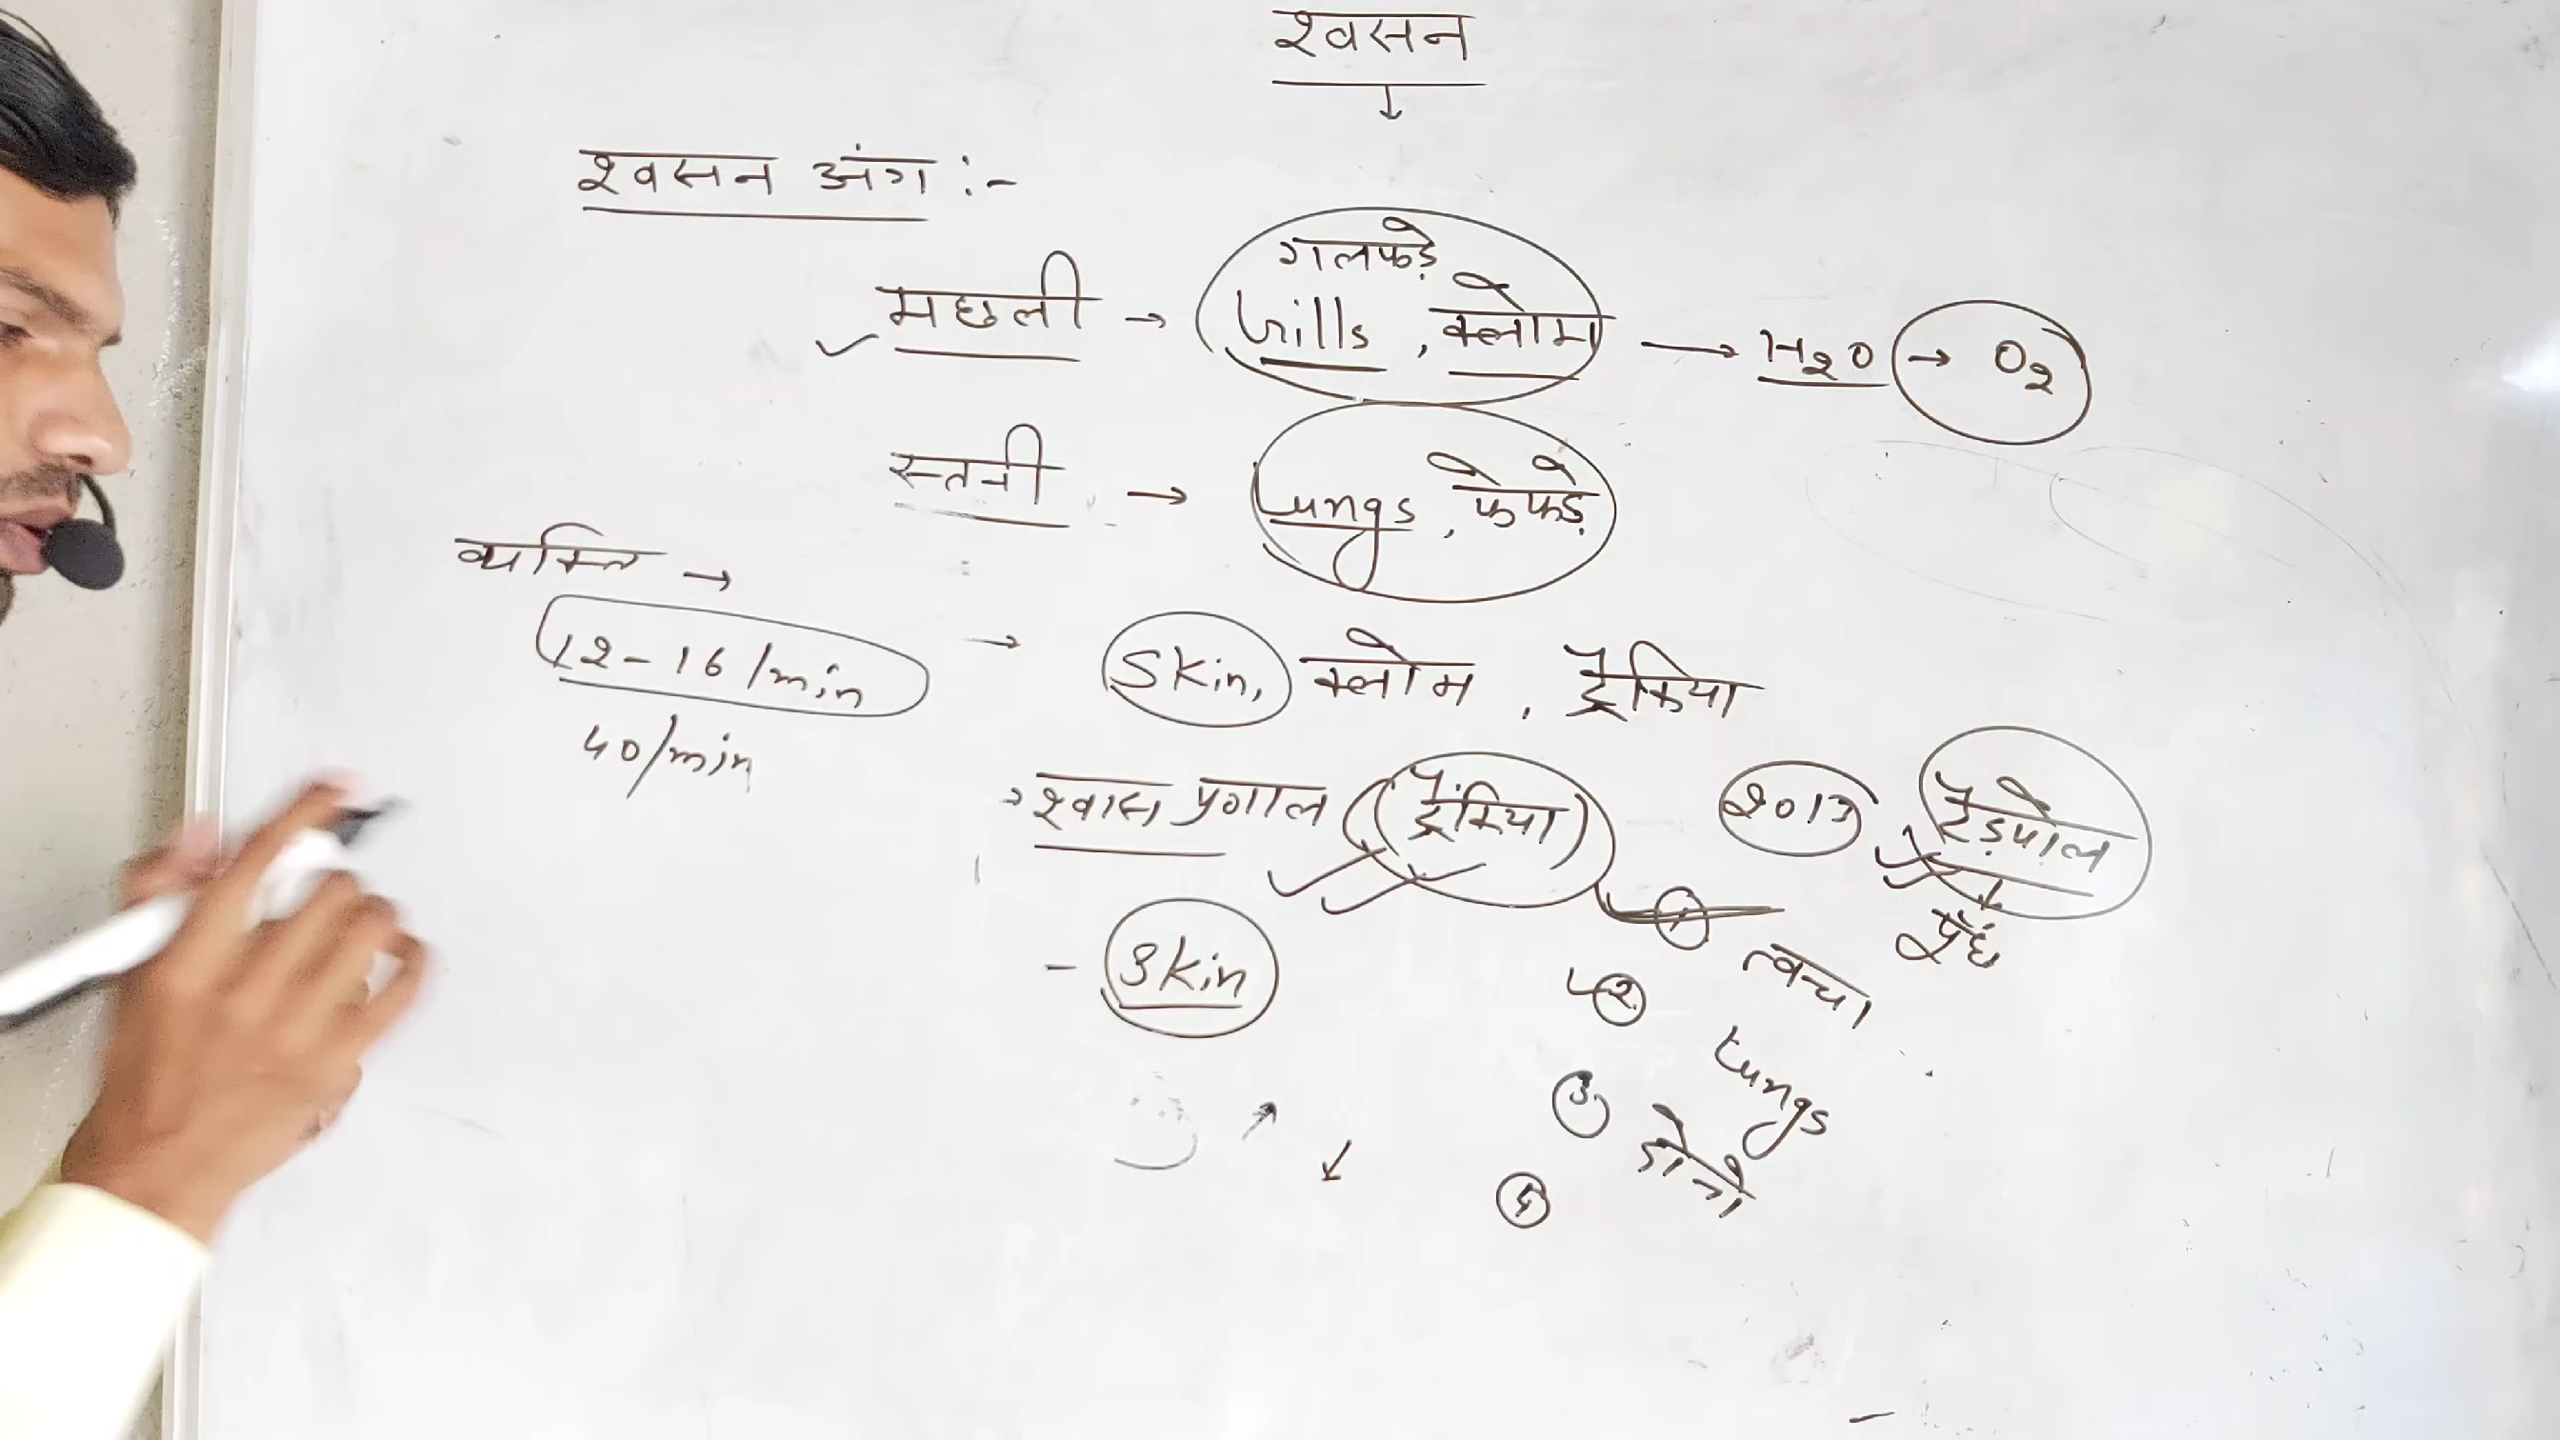 श्वसन
श्वसन अंग :-
गलफड़े
मछली → Gills, क्लोम → H2O → O2
स्तनी → Lungs, फेफड़े
व्यक्ति →
12-16/min
→ Skin, क्लोम, ट्रैकिया
40/min
श्वास प्रणाल (ट्रैकिया) 2013 टैडपोल
पूँछ
① त्वचा
- Skin
② Lungs
③ दोनो
④